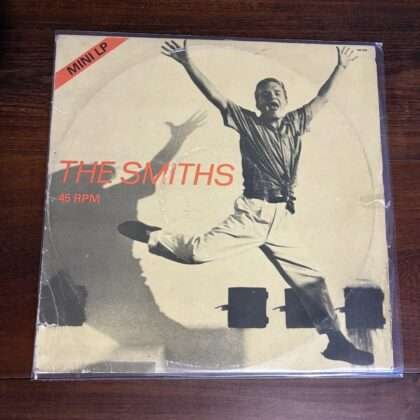 MINI LP
THE SMITHS
45 RPM